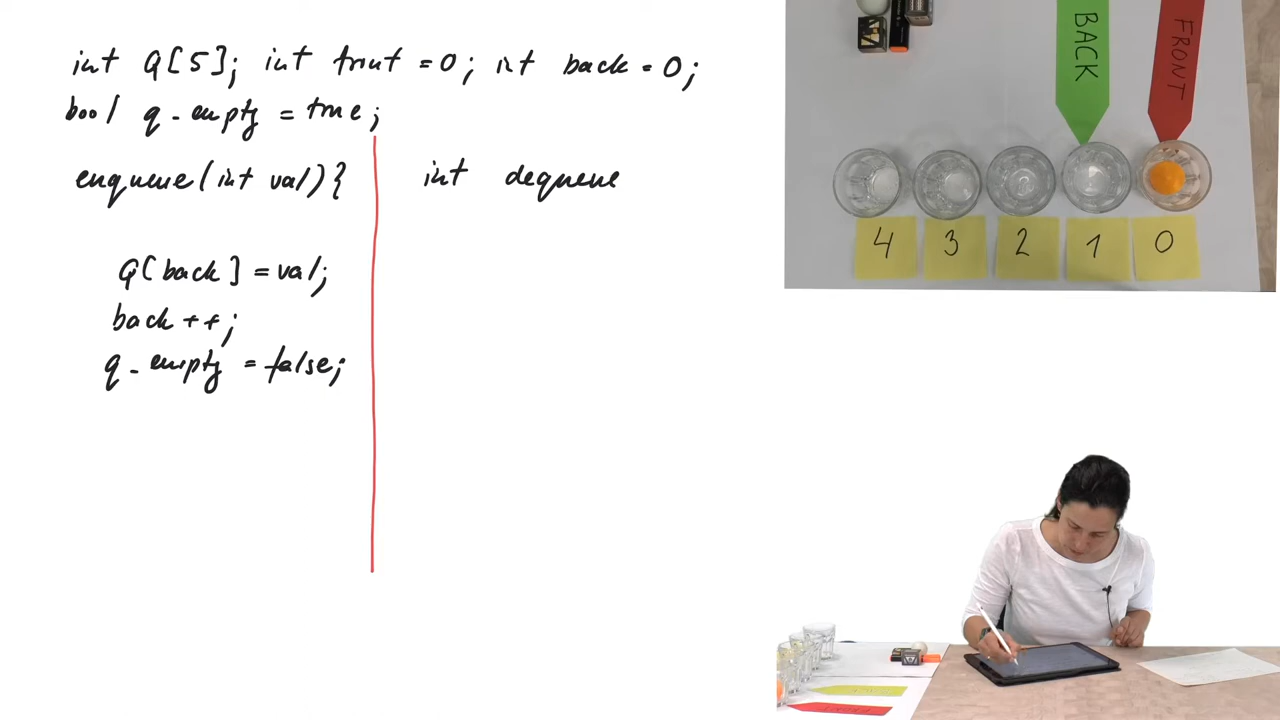 int Q[5]; int front = 0; int back = 0;
bool q_empty = true;
enqueue(int val){
int dequeue
Q[back] = val;
back++;
q_empty = false;
BACK
FRONT
4 3 2 1 0